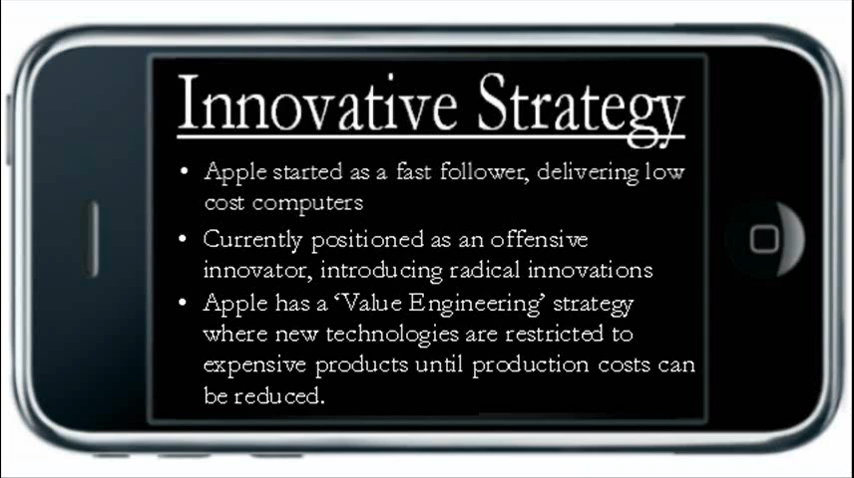 Innovative Strategy
• Apple started as a fast follower, delivering low
cost computers
• Currently positioned as an offensive
innovator, introducing radical innovations
• Apple has a ‘Value Engineering’ strategy
where new technologies are restricted to
expensive products until production costs can
be reduced.